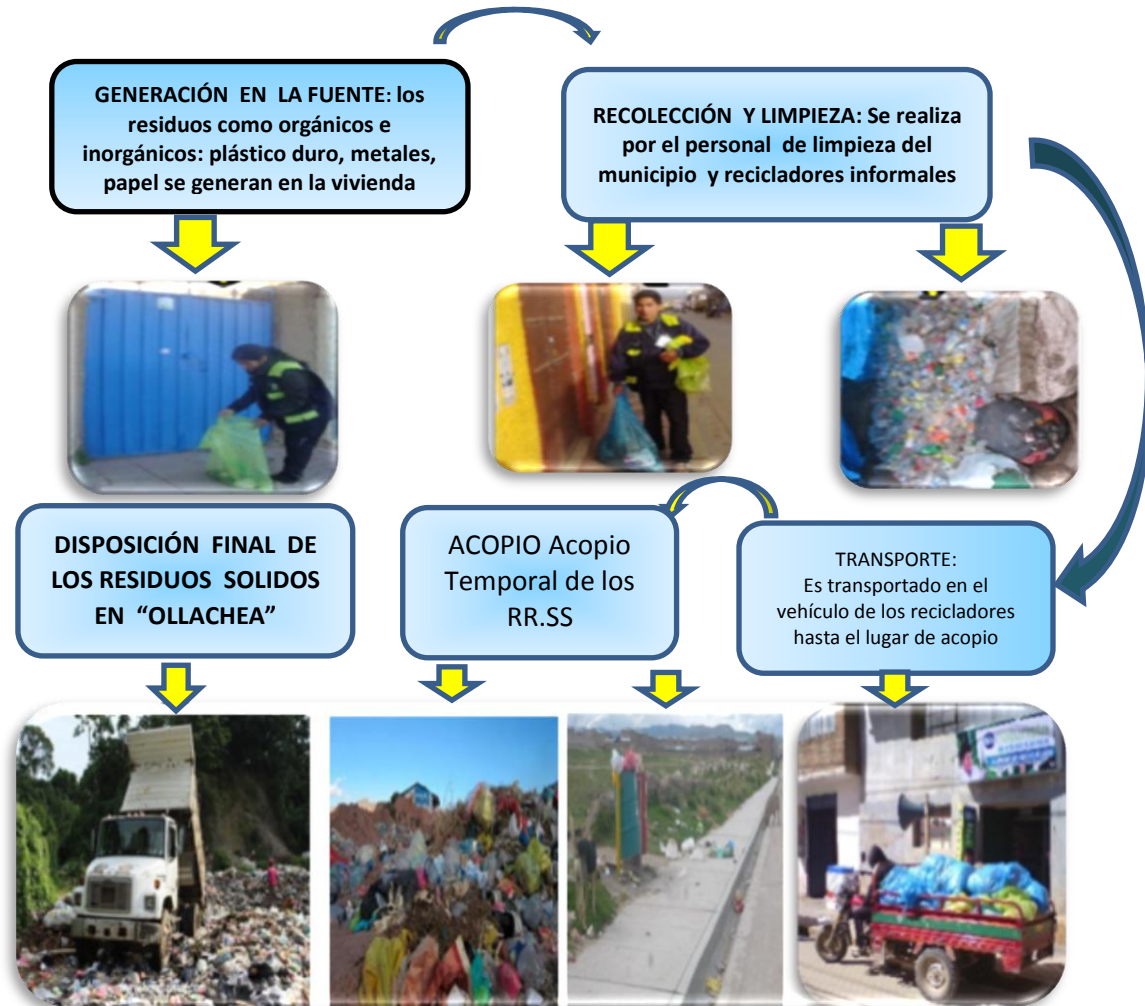 GENERACIÓN EN LA FUENTE: los
residuos como orgánicos e
inorgánicos: plástico duro, metales,
papel se generan en la vivienda
RECOLECCIÓN Y LIMPIEZA: Se realiza
por el personal de limpieza del
municipio y recicladores informales
DISPOSICIÓN FINAL DE
LOS RESIDUOS SOLIDOS
EN “OLLACHEA”
ACOPIO Acopio
Temporal de los
RR.SS
TRANSPORTE:
Es transportado en el
vehículo de los recicladores
hasta el lugar de acopio